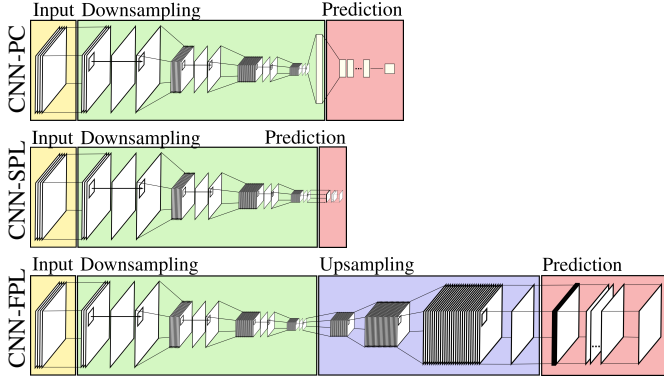 CNN-PC
Input Downsampling Prediction
...
CNN-SPL
Input Downsampling Prediction
CNN-FPL
Input Downsampling Upsampling Prediction
...